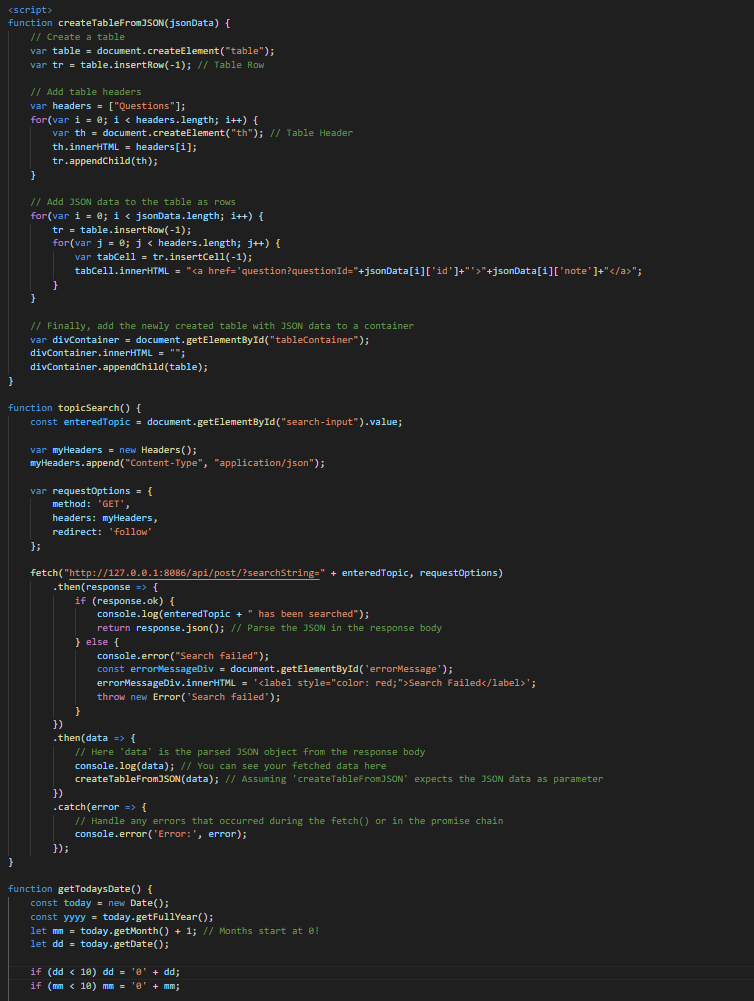 <script>
function createTableFromJSON(jsonData) {
// Create a table
var table = document.createElement("table");
var tr = table.insertRow(-1); // Table Row
// Add table headers
var headers = ["Questions"];
for(var i = 0; i < headers.length; i++) {
var th = document.createElement("th"); // Table Header
th.innerHTML = headers[i];
tr.appendChild(th);
}
// Add JSON data to the table as rows
for(var i = 0; i < jsonData.length; i++) {
tr = table.insertRow(-1);
for(var j = 0; j < headers.length; j++) {
var tabCell = tr.insertCell(-1);
tabCell.innerHTML = "<a href='question?questionId="+jsonData[i]['id']+"'>"+jsonData[i]['note']+"</a>";
}
}
// Finally, add the newly created table with JSON data to a container
var divContainer = document.getElementById("tableContainer");
divContainer.innerHTML = "";
divContainer.appendChild(table);
}
function topicSearch() {
const enteredTopic = document.getElementById("search-input").value;
var myHeaders = new Headers();
myHeaders.append("Content-Type", "application/json");
var requestOptions = {
method: 'GET',
headers: myHeaders,
redirect: 'follow'
};
fetch("http://127.0.0.1:8086/api/post/?searchString=" + enteredTopic, requestOptions)
.then(response => {
if (response.ok) {
console.log(enteredTopic + " has been searched");
return response.json(); // Parse the JSON in the response body
} else {
console.error("Search failed");
const errorMessageDiv = document.getElementById('errorMessage');
errorMessageDiv.innerHTML = '<label style="color: red;">Search Failed</label>';
throw new Error('Search failed');
}
})
.then(data => {
// Here 'data' is the parsed JSON object from the response body
console.log(data); // You can see your fetched data here
createTableFromJSON(data); // Assuming 'createTableFromJSON' expects the JSON data as parameter
})
.catch(error => {
// Handle any errors that occurred during the fetch() or in the promise chain
console.error('Error:', error);
});
}
function getTodaysDate() {
const today = new Date();
const yyyy = today.getFullYear();
let mm = today.getMonth() + 1; // Months start at 0!
let dd = today.getDate();
if (dd < 10) dd = '0' + dd;
if (mm < 10) mm = '0' + mm;